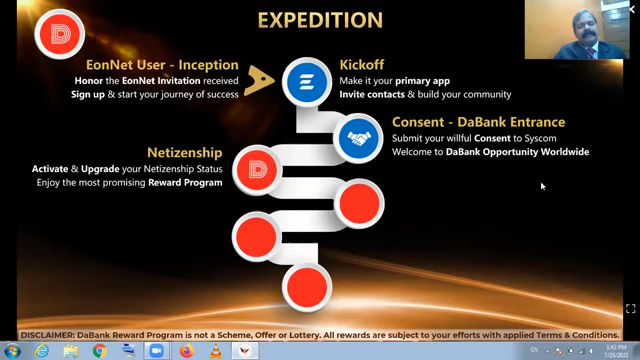 EXPEDITION
EonNet User - Inception
Honor the EonNet Invitation received
Sign up & start your journey of success
Kickoff
Make it your primary app
Invite contacts & build your community
Consent - DaBank Entrance
Submit your willful Consent to Syscom
Welcome to DaBank Opportunity Worldwide
Netizenship
Activate & Upgrade your Netizenship Status
Enjoy the most promising Reward Program
DISCLAIMER: DaBank Reward Program is not a Scheme, Offer or Lottery. All rewards are subject to your efforts with applied Terms & Conditions.
EN
1:42 PM